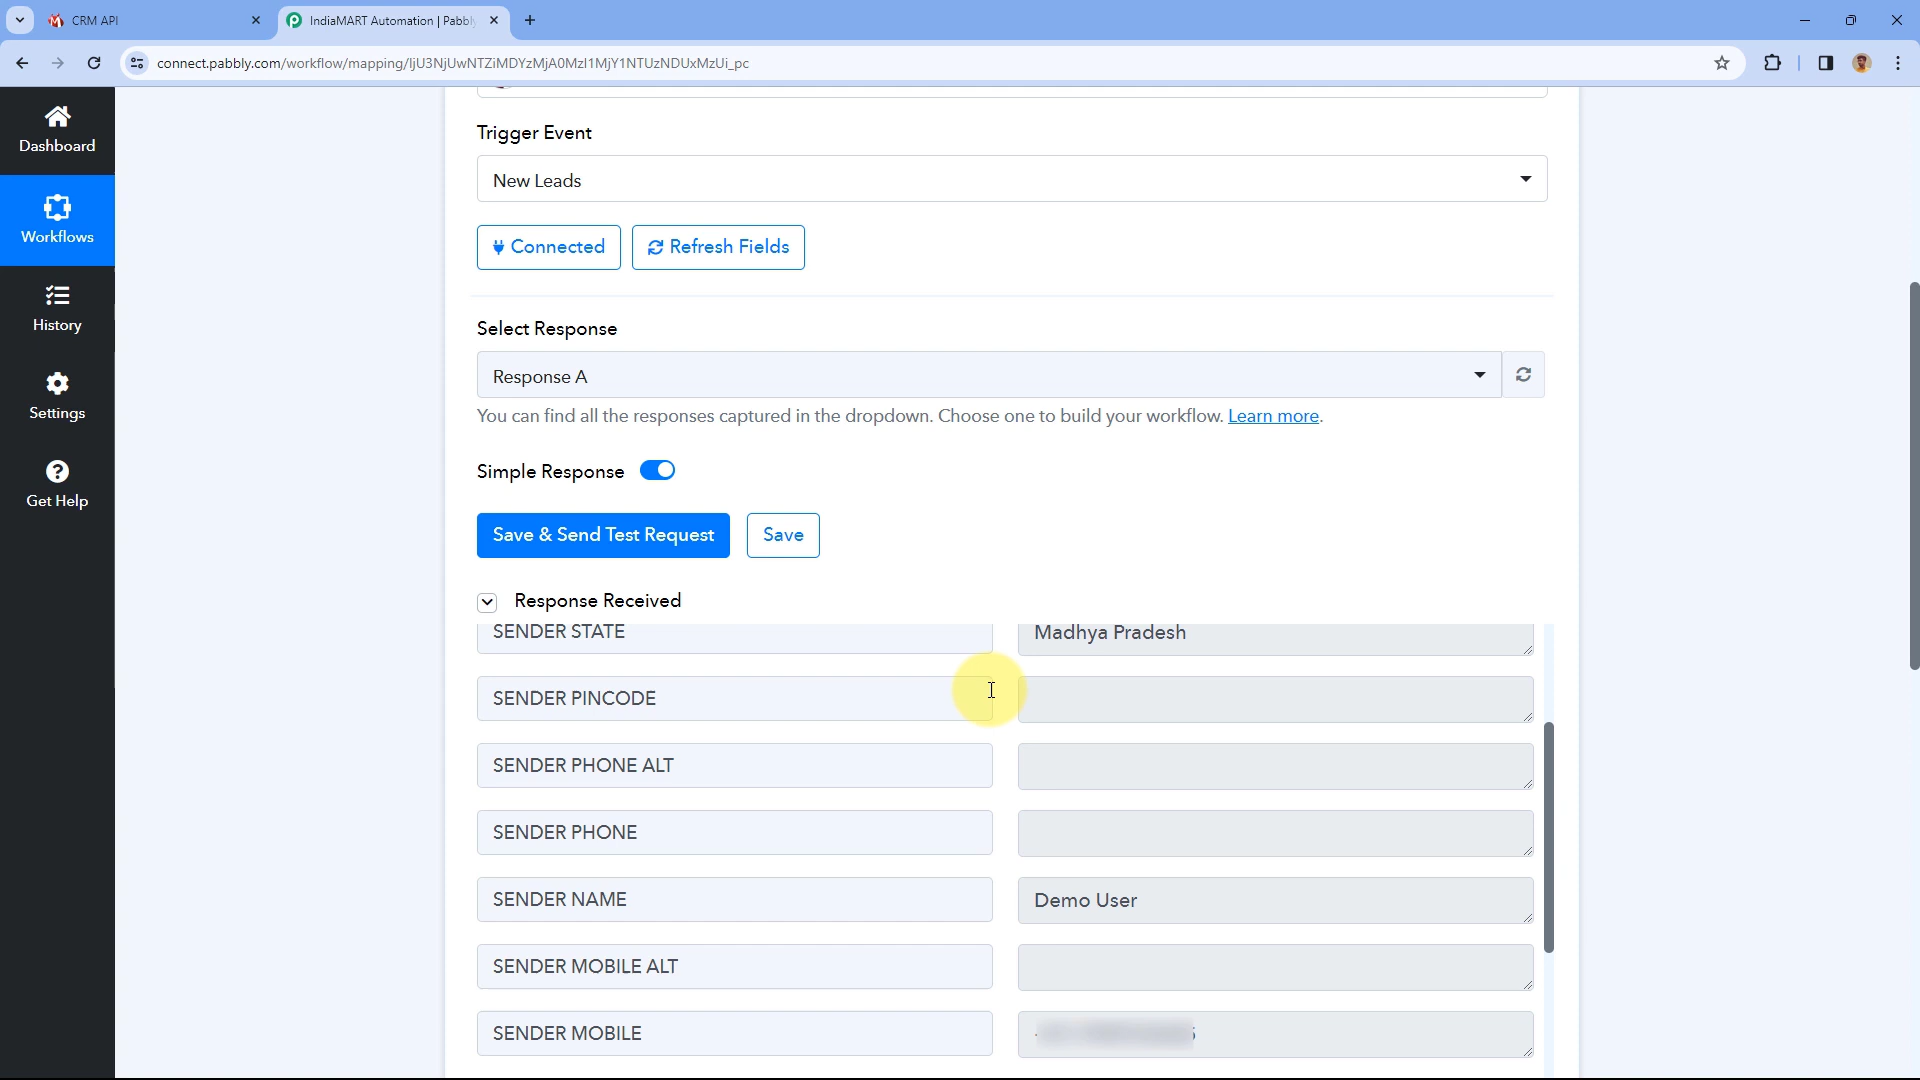 CRM API
IndiaMART Automation | Pabbly
connect.pabbly.com/workflow/mapping/IjU3NjUwNTZiMDYzMjA0MzI1MjY1NTUzNDUxMzUi_pc
Dashboard
Workflows
History
Settings
Get Help
Trigger Event
New Leads
Connected
Refresh Fields
Select Response
Response A
You can find all the responses captured in the dropdown. Choose one to build your workflow. Learn more.
Simple Response
Save & Send Test Request
Save
Response Received
SENDER STATE
Madhya Pradesh
SENDER PINCODE
SENDER PHONE ALT
SENDER PHONE
SENDER NAME
Demo User
SENDER MOBILE ALT
SENDER MOBILE